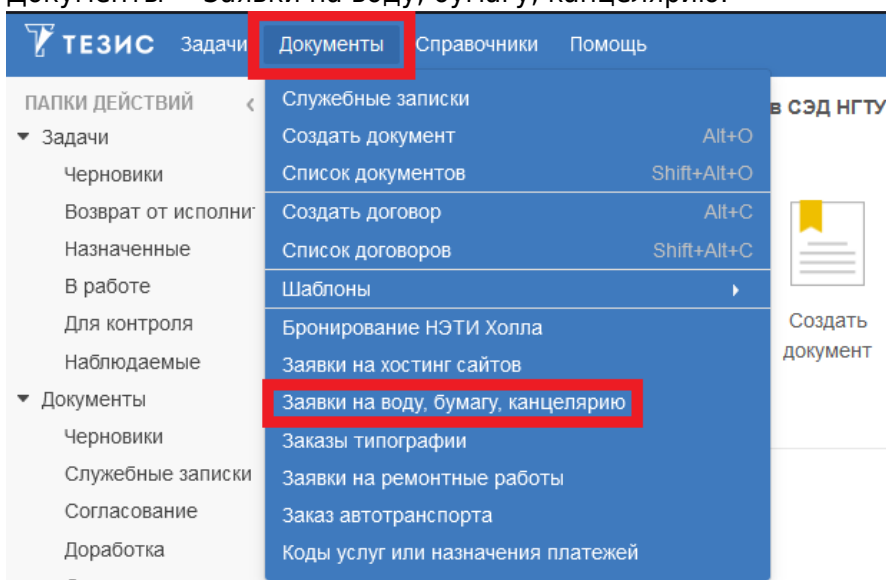 Документы – Заявки на воду, бумагу, канцелярию.
ТЕЗИС Задачи Документы Справочники Помощь
ПАПКИ ДЕЙСТВИЙ
Задачи
Черновики
Возврат от исполнит
Назначенные
В работе
Для контроля
Наблюдаемые
Документы
Черновики
Служебные записки
Согласование
Доработка
Служебные записки
Создать документ Alt+O
Список документов Shift+Alt+O
Создать договор Alt+C
Список договоров Shift+Alt+C
Шаблоны
Бронирование НЭТИ Холла
Заявки на хостинг сайтов
Заявки на воду, бумагу, канцелярию
Заказы типографии
Заявки на ремонтные работы
Заказ автотранспорта
Коды услуг или назначения платежей
в СЭД НГТУ
Создать
документ